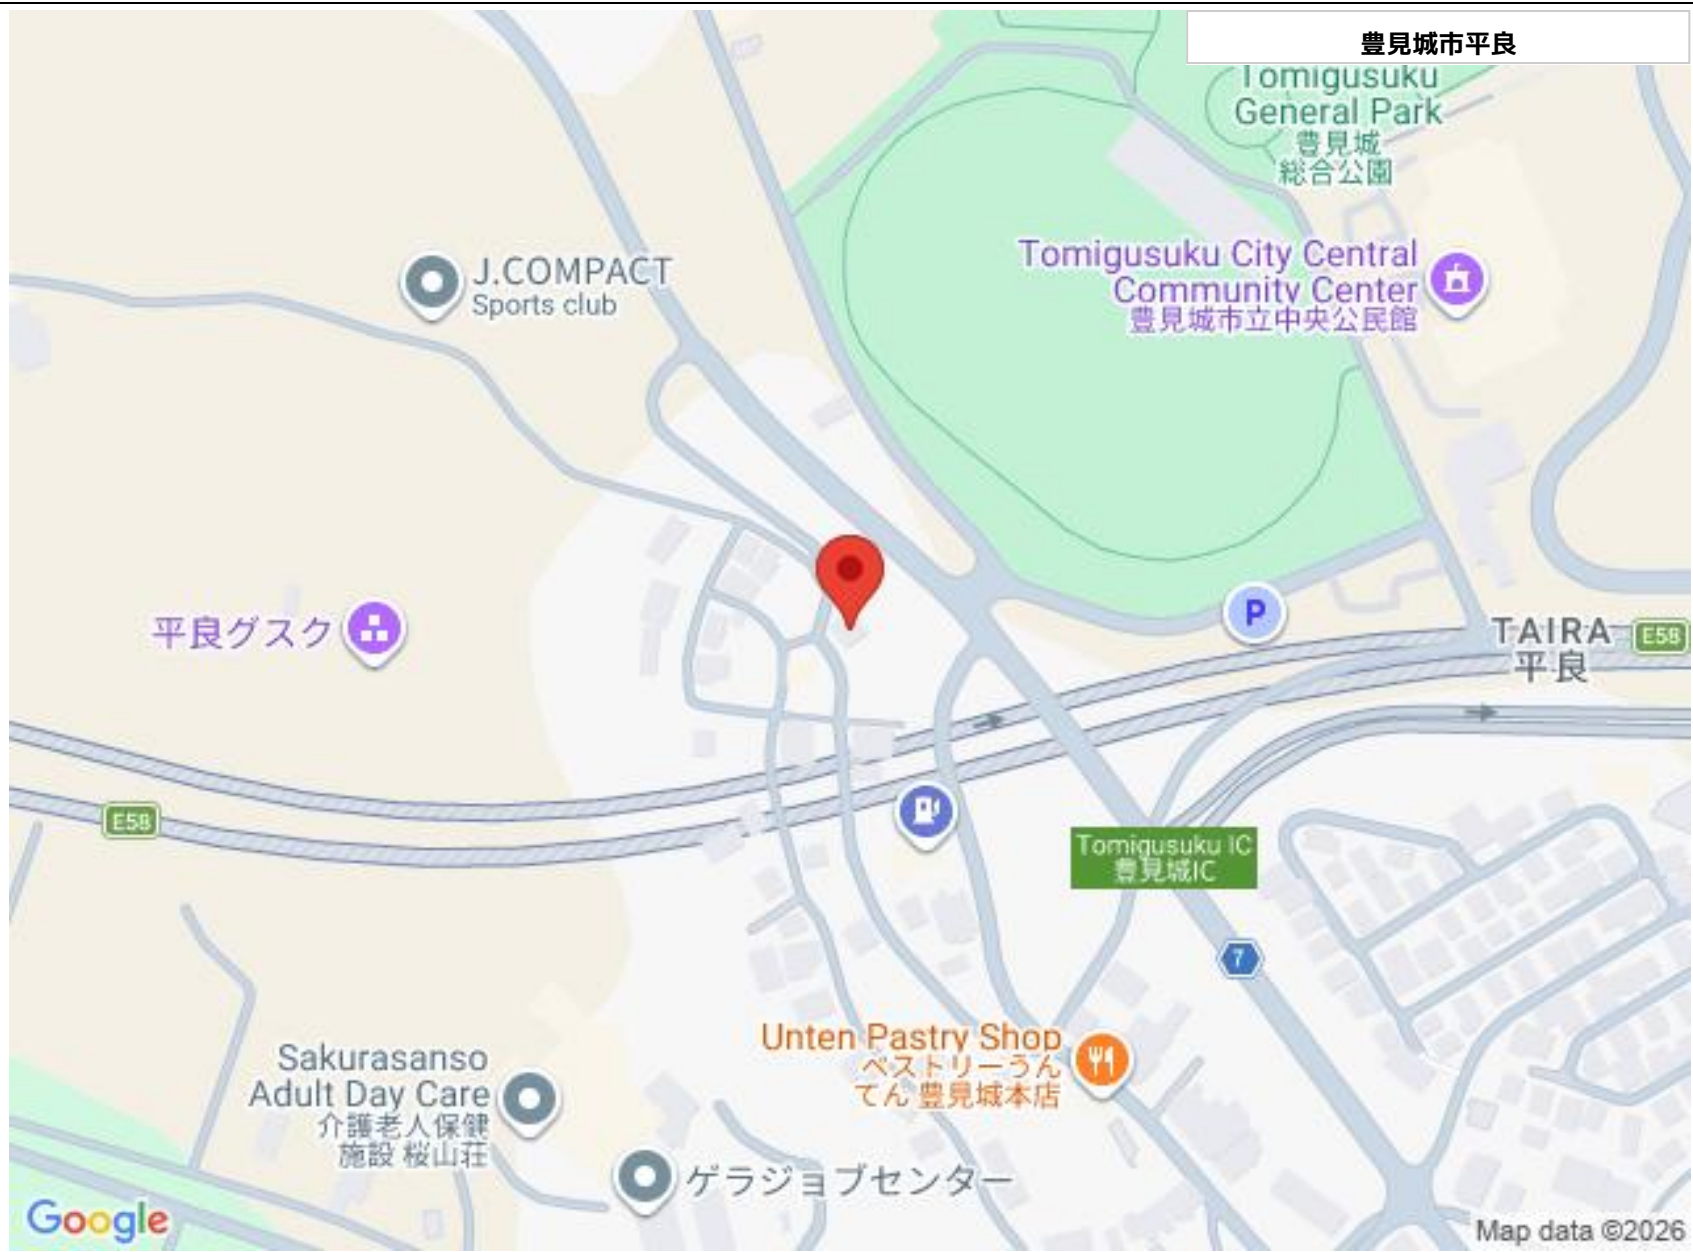 豊見城市平良
Tomigusuku
General Park
豊見城
総合公園
J.COMPACT
Sports club
Tomigusuku City Central
Community Center
豊見城市立中央公民館
平良グスク
P
TAIRA
平良
E58
E58
Tomigusuku IC
豊見城IC
7
Unten Pastry Shop
ペストリーうん
てん 豊見城本店
Sakurasanso
Adult Day Care
介護老人保健
施設 桜山荘
ゲラジョブセンター
Google
Map data ©2026